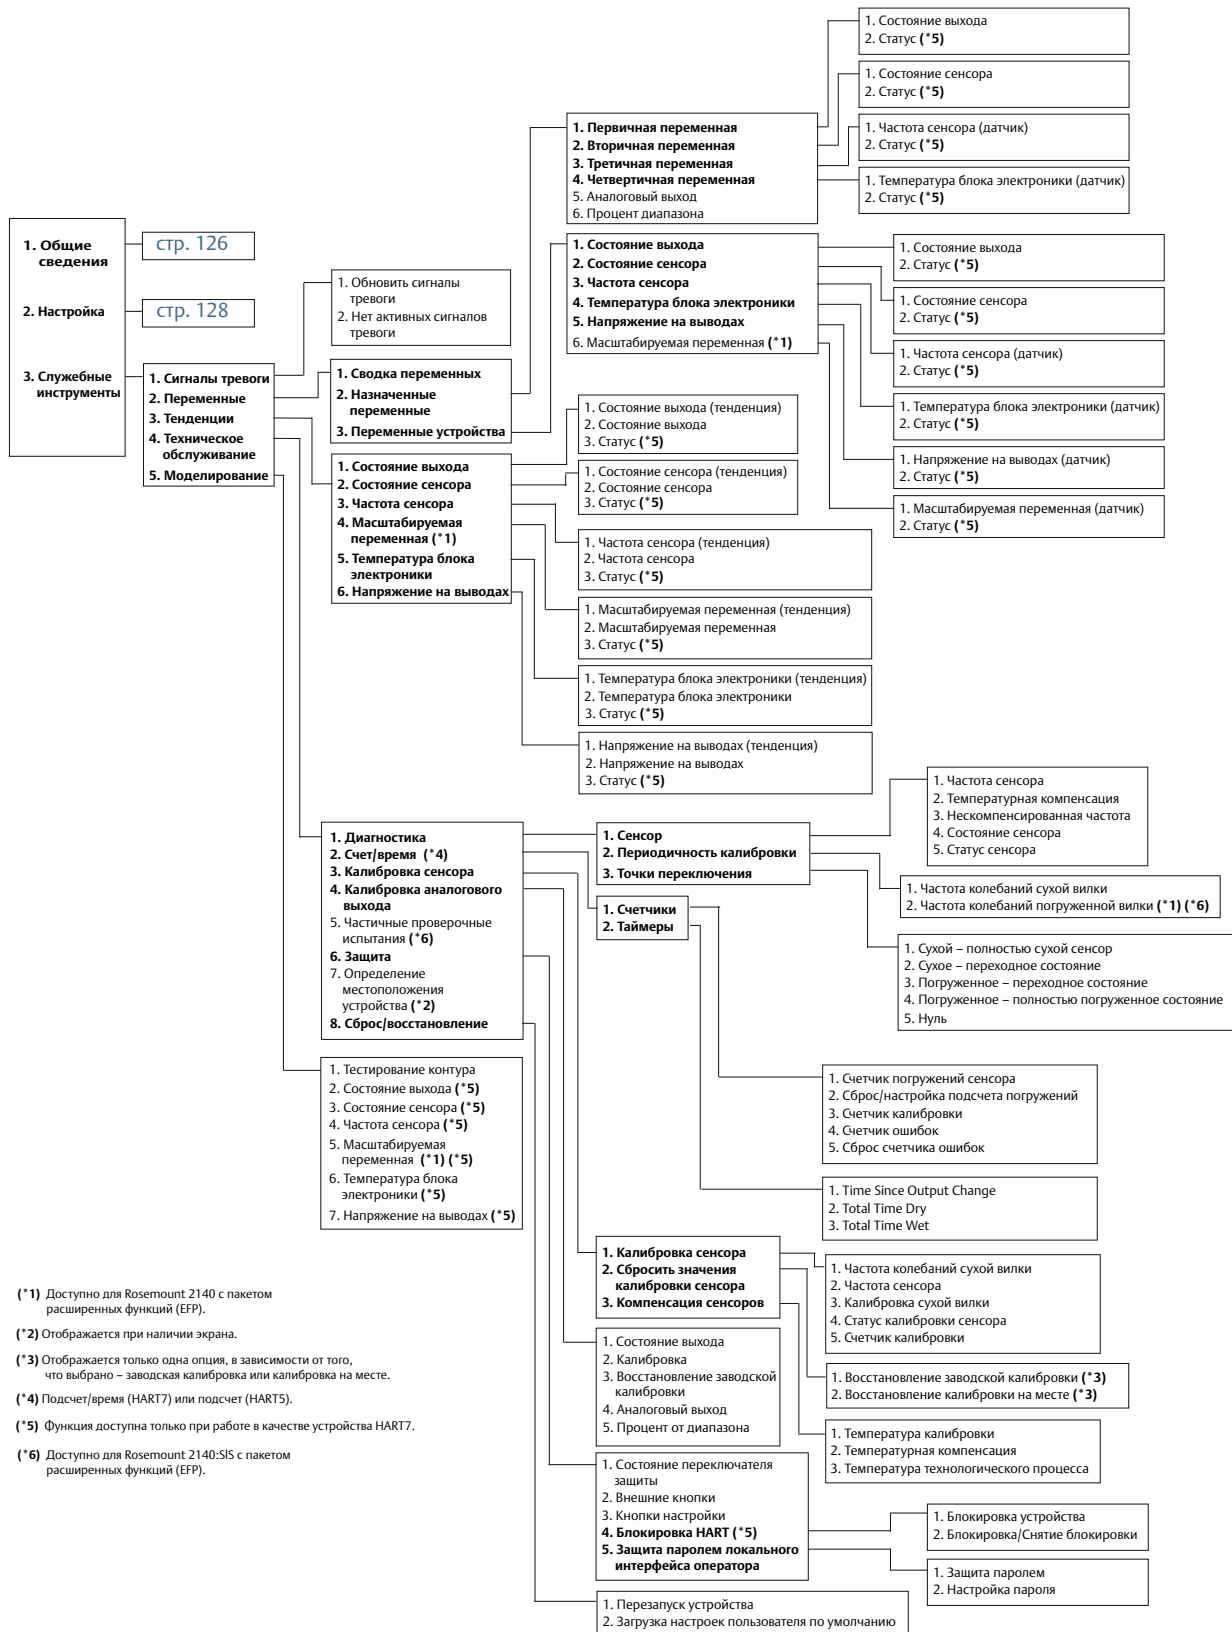 1. Состояние выхода
2. Статус (*5)
1. Состояние сенсора
2. Статус (*5)
1. Частота сенсора (датчик)
2. Статус (*5)
1. Температура блока электроники (датчик)
2. Статус (*5)
1. Первичная переменная
2. Вторичная переменная
3. Третичная переменная
4. Четвертичная переменная
5. Аналоговый выход
6. Процент диапазона
1. Общие
сведения
стр. 126
2. Настройка
стр. 128
3. Служебные
инструменты
1. Обновить сигналы
тревоги
2. Нет активных сигналов
тревоги
1. Состояние выхода
2. Состояние сенсора
3. Частота сенсора
4. Температура блока электроники
5. Напряжение на выводах
6. Масштабируемая переменная (*1)
1. Состояние выхода
2. Статус (*5)
1. Состояние сенсора
2. Статус (*5)
1. Частота сенсора (датчик)
2. Статус (*5)
1. Температура блока электроники (датчик)
2. Статус (*5)
1. Напряжение на выводах (датчик)
2. Статус (*5)
1. Масштабируемая переменная (датчик)
2. Статус (*5)
1. Сигналы тревоги
2. Переменные
3. Тенденции
4. Техническое
обслуживание
5. Моделирование
1. Сводка переменных
2. Назначенные
переменные
3. Переменные устройства
1. Состояние выхода
2. Состояние сенсора
3. Частота сенсора
4. Масштабируемая
переменная (*1)
5. Температура блока
электроники
6. Напряжение на выводах
1. Состояние выхода (тенденция)
2. Состояние выхода
3. Статус (*5)
1. Состояние сенсора (тенденция)
2. Состояние сенсора
3. Статус (*5)
1. Частота сенсора (тенденция)
2. Частота сенсора
3. Статус (*5)
1. Масштабируемая переменная (тенденция)
2. Масштабируемая переменная
3. Статус (*5)
1. Температура блока электроники (тенденция)
2. Температура блока электроники
3. Статус (*5)
1. Напряжение на выводах (тенденция)
2. Напряжение на выводах
3. Статус (*5)
1. Диагностика
2. Счет/время (*4)
3. Калибровка сенсора
4. Калибровка аналогового
выхода
5. Частичные проверочные
испытания (*6)
6. Защита
7. Определение
местоположения
устройства (*2)
8. Сброс/восстановление
1. Сенсор
2. Периодичность калибровки
3. Точки переключения
1. Частота сенсора
2. Температурная компенсация
3. Нескомпенсированная частота
4. Состояние сенсора
5. Статус сенсора
1. Частота колебаний сухой вилки
2. Частота колебаний погруженной вилки (*1) (*6)
1. Сухой – полностью сухой сенсор
2. Сухое – переходное состояние
3. Погруженное – переходное состояние
4. Погруженное – полностью погруженное состояние
5. Нуль
1. Счетчики
2. Таймеры
1. Тестирование контура
2. Состояние выхода (*5)
3. Состояние сенсора (*5)
4. Частота сенсора (*5)
5. Масштабируемая
переменная (*1) (*5)
6. Температура блока
электроники (*5)
7. Напряжение на выводах (*5)
1. Счетчик погружений сенсора
2. Сброс/настройка подсчета погружений
3. Счетчик калибровки
4. Счетчик ошибок
5. Сброс счетчика ошибок
1. Time Since Output Change
2. Total Time Dry
3. Total Time Wet
1. Калибровка сенсора
2. Сбросить значения
калибровки сенсора
3. Компенсация сенсоров
1. Частота колебаний сухой вилки
2. Частота сенсора
3. Калибровка сухой вилки
4. Статус калибровки сенсора
5. Счетчик калибровки
1. Восстановление заводской калибровки (*3)
2. Восстановление калибровки на месте (*3)
1. Температура калибровки
2. Температурная компенсация
3. Температура технологического процесса
1. Состояние выхода
2. Калибровка
3. Восстановление заводской
калибровки
4. Аналоговый выход
5. Процент от диапазона
1. Состояние переключателя
защиты
2. Внешние кнопки
3. Кнопки настройки
4. Блокировка HART (*5)
5. Защита паролем локального
интерфейса оператора
1. Блокировка устройства
2. Блокировка/Снятие блокировки
1. Защита паролем
2. Настройка пароля
1. Перезапуск устройства
2. Загрузка настроек пользователя по умолчанию
(*1) Доступно для Rosemount 2140 с пакетом
расширенных функций (EFP).
(*2) Отображается при наличии экрана.
(*3) Отображается только одна опция, в зависимости от того,
что выбрано – заводская калибровка или калибровка на месте.
(*4) Подсчет/время (HART7) или подсчет (HART5).
(*5) Функция доступна только при работе в качестве устройства HART7.
(*6) Доступно для Rosemount 2140:SIS с пакетом
расширенных функций (EFP).